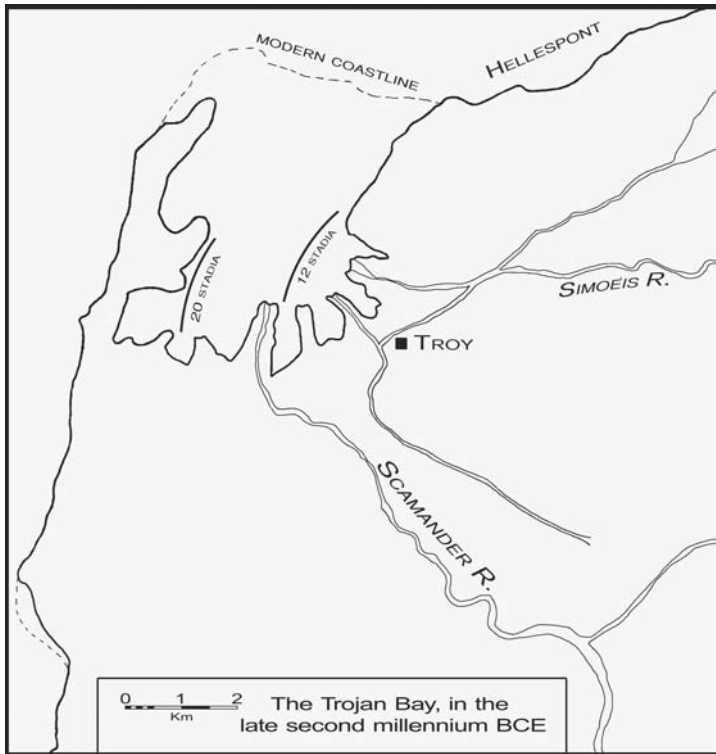 HELLESPONT
MODERN COASTLINE
12 STADIA
20 STADIA
SIMOEIS R.
TROY
SCAMANDER R.
0 1 2
Km
The Trojan Bay, in the
late second millennium BCE